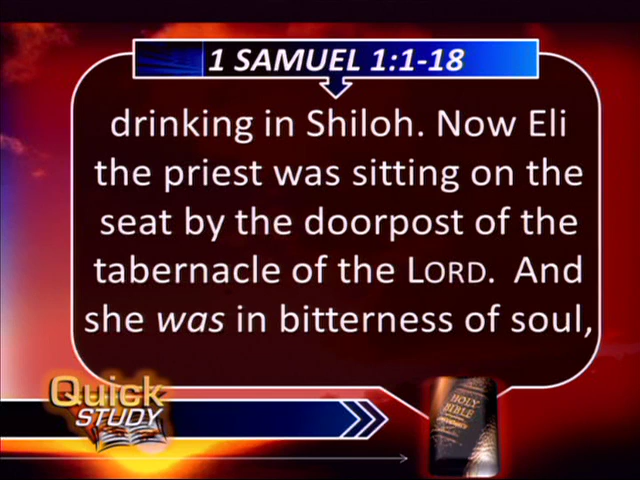 1 SAMUEL 1:1-18
drinking in Shiloh. Now Eli
the priest was sitting on the
seat by the doorpost of the
tabernacle of the LORD. And
she was in bitterness of soul,
Quick
STUDY
HOLY
BIBLE